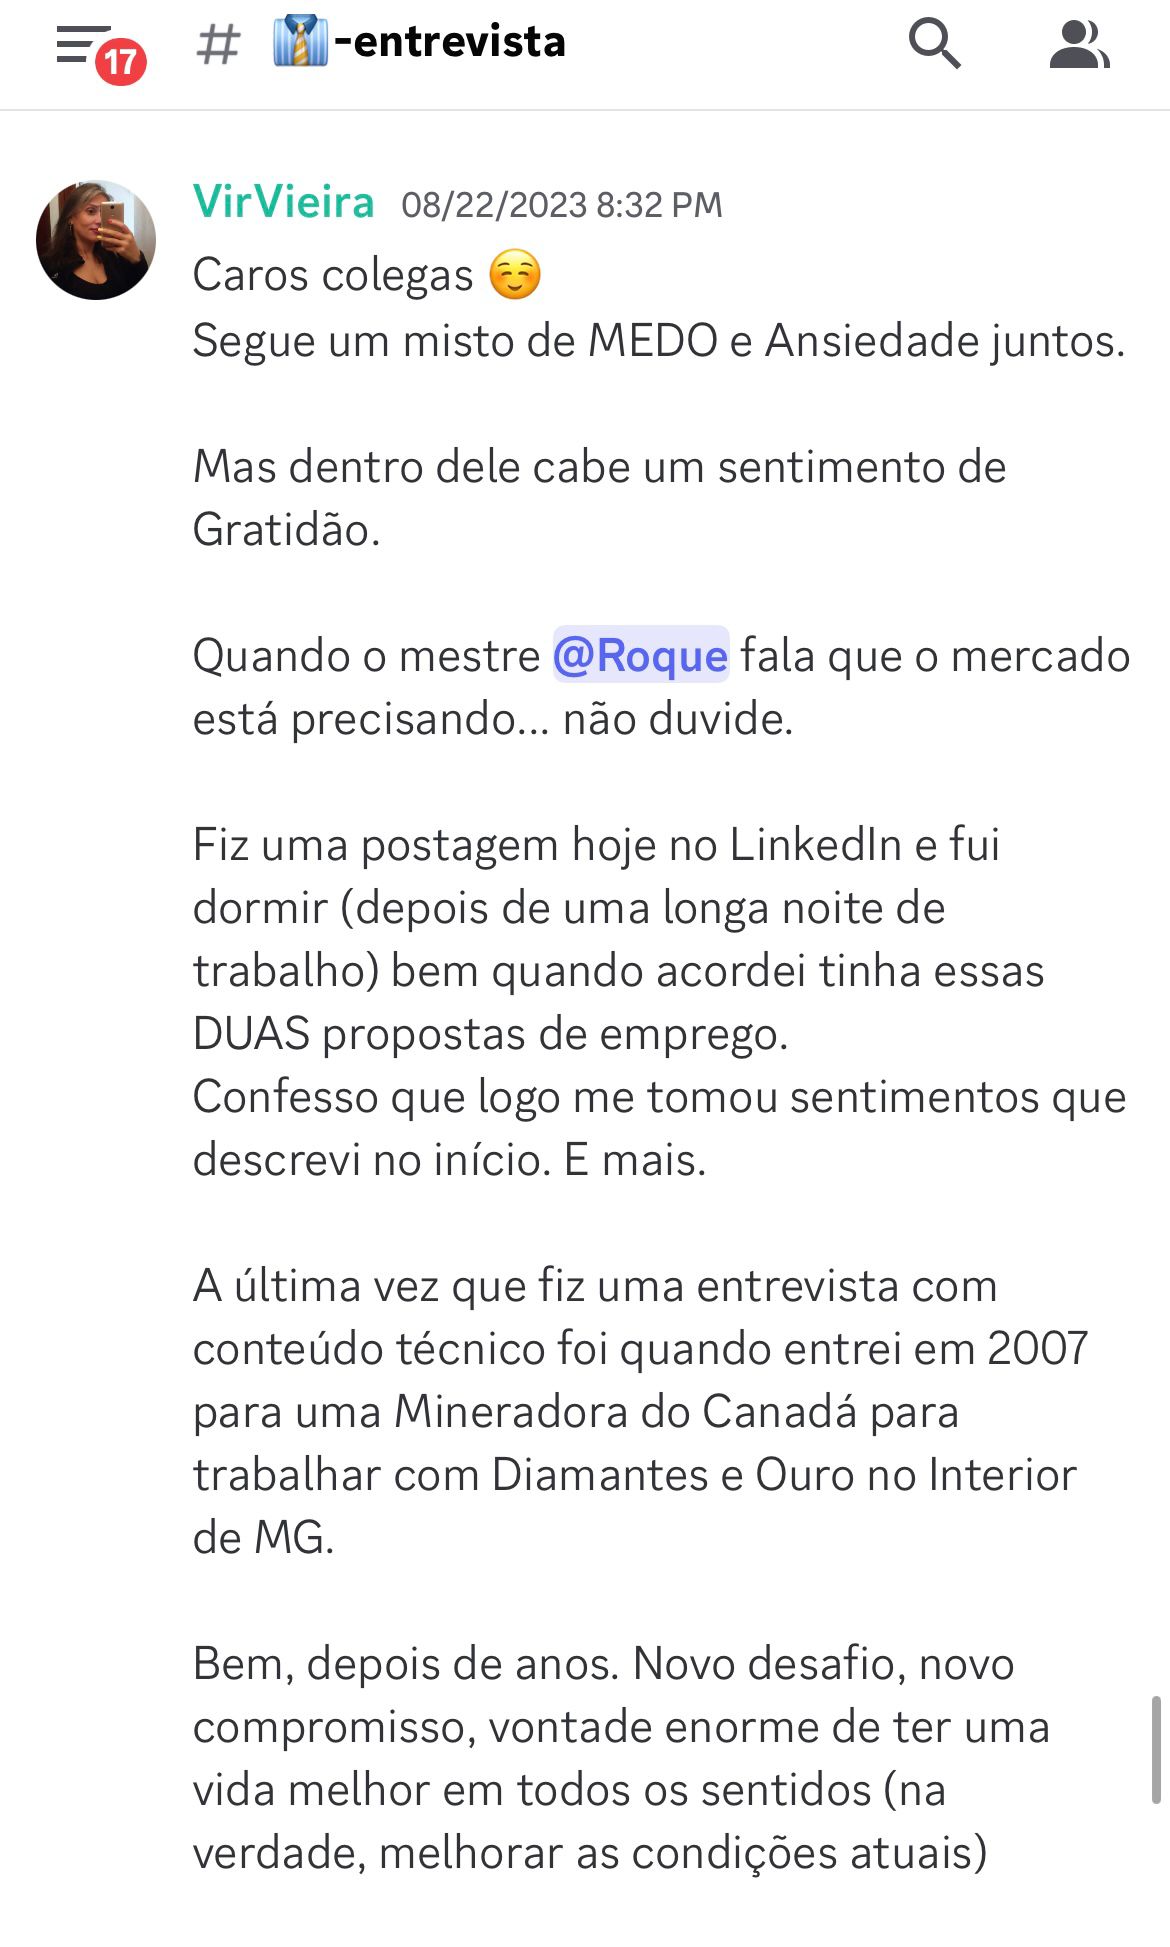 17
# 👔-entrevista
VirVieira 08/22/2023 8:32 PM
Caros colegas ☺️
Segue um misto de MEDO e Ansiedade juntos.
Mas dentro dele cabe um sentimento de
Gratidão.
Quando o mestre @Roque fala que o mercado
está precisando... não duvide.
Fiz uma postagem hoje no LinkedIn e fui
dormir (depois de uma longa noite de
trabalho) bem quando acordei tinha essas
DUAS propostas de emprego.
Confesso que logo me tomou sentimentos que
descrevi no início. E mais.
A última vez que fiz uma entrevista com
conteúdo técnico foi quando entrei em 2007
para uma Mineradora do Canadá para
trabalhar com Diamantes e Ouro no Interior
de MG.
Bem, depois de anos. Novo desafio, novo
compromisso, vontade enorme de ter uma
vida melhor em todos os sentidos (na
verdade, melhorar as condições atuais)